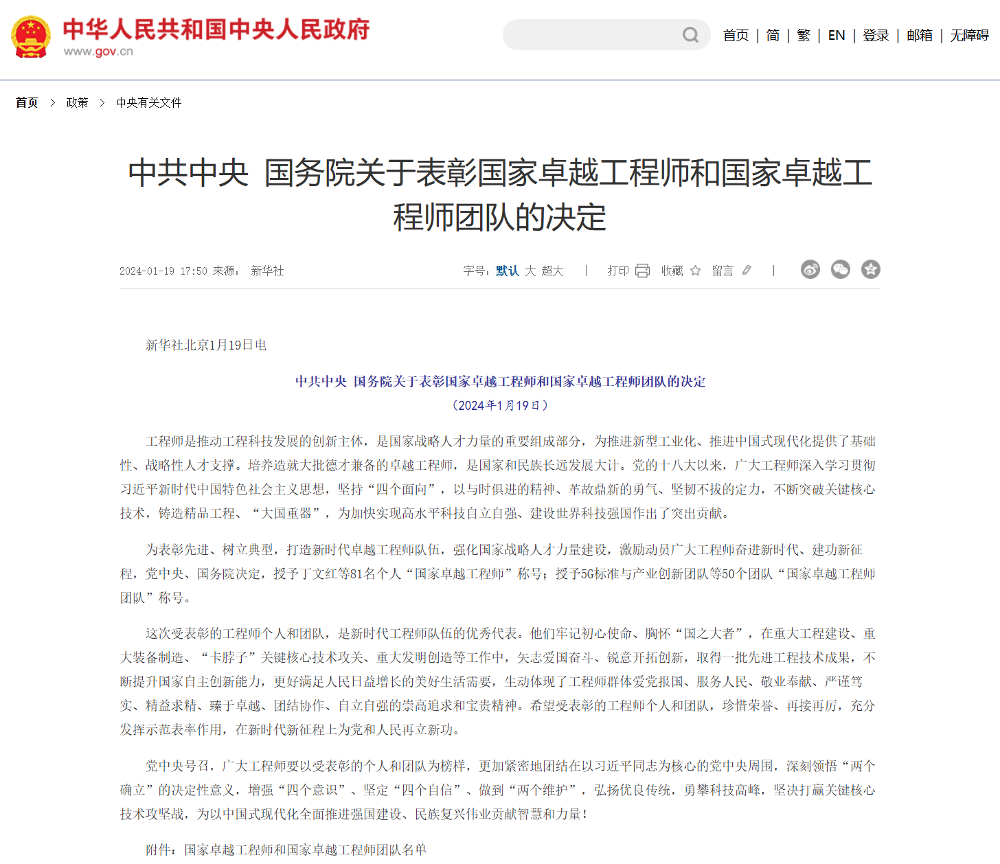 中华人民共和国中央人民政府
www.gov.cn
首页 | 简 | 繁 | EN | 登录 | 邮箱 | 无障碍
首页 > 政策 > 中央有关文件
中共中央 国务院关于表彰国家卓越工程师和国家卓越工
程师团队的决定
2024-01-19 17:50 来源： 新华社 字号：默认 大 超大 | 打印 收藏 留言 |
新华社北京1月19日电
中共中央 国务院关于表彰国家卓越工程师和国家卓越工程师团队的决定
（2024年1月19日）
工程师是推动工程科技发展的创新主体，是国家战略人才力量的重要组成部分，为推进新型工业化、推进中国式现代化提供了基础
性、战略性人才支撑。培养造就大批德才兼备的卓越工程师，是国家和民族长远发展大计。党的十八大以来，广大工程师深入学习贯彻
习近平新时代中国特色社会主义思想，坚持“四个面向”，以与时俱进的精神、革故鼎新的勇气、坚韧不拔的定力，不断突破关键核心
技术，铸造精品工程、“大国重器”，为加快实现高水平科技自立自强、建设世界科技强国作出了突出贡献。
为表彰先进、树立典型，打造新时代卓越工程师队伍，强化国家战略人才力量建设，激励动员广大工程师奋进新时代、建功新征
程，党中央、国务院决定，授予丁文红等81名个人“国家卓越工程师”称号；授予5G标准与产业创新团队等50个团队“国家卓越工程师
团队”称号。
这次受表彰的工程师个人和团队，是新时代工程师队伍的优秀代表。他们牢记初心使命、胸怀“国之大者”，在重大工程建设、重
大装备制造、“卡脖子”关键核心技术攻关、重大发明创造等工作中，矢志爱国奋斗、锐意开拓创新，取得一批先进工程技术成果，不
断提升国家自主创新能力，更好满足人民日益增长的美好生活需要，生动体现了工程师群体爱党报国、服务人民、敬业奉献、严谨笃
实、精益求精、臻于卓越、团结协作、自立自强的崇高追求和宝贵精神。希望受表彰的工程师个人和团队，珍惜荣誉、再接再厉，充分
发挥示范表率作用，在新时代新征程上为党和人民再立新功。
党中央号召，广大工程师要以受表彰的个人和团队为榜样，更加紧密地团结在以习近平同志为核心的党中央周围，深刻领悟“两个
确立”的决定性意义，增强“四个意识”、坚定“四个自信”、做到“两个维护”，弘扬优良传统，勇攀科技高峰，坚决打赢关键核心
技术攻坚战，为以中国式现代化全面推进强国建设、民族复兴伟业贡献智慧和力量！
附件：国家卓越工程师和国家卓越工程师团队名单